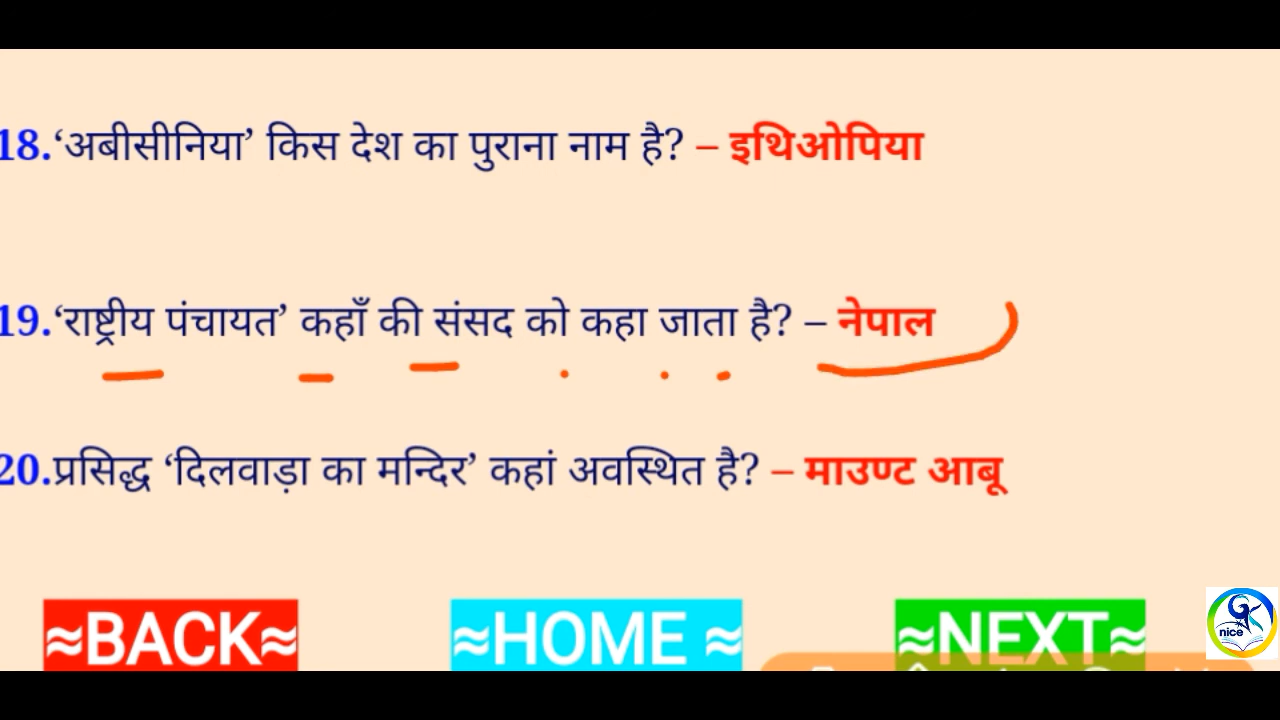 18.‘अबीसीनिया’ किस देश का पुराना नाम है? – इथिओपिया
19.‘राष्ट्रीय पंचायत’ कहाँ की संसद को कहा जाता है? – नेपाल
20.प्रसिद्ध ‘दिलवाड़ा का मन्दिर’ कहां अवस्थित है? – माउण्ट आबू
≈BACK≈ ≈HOME ≈ ≈NEXT≈
nice